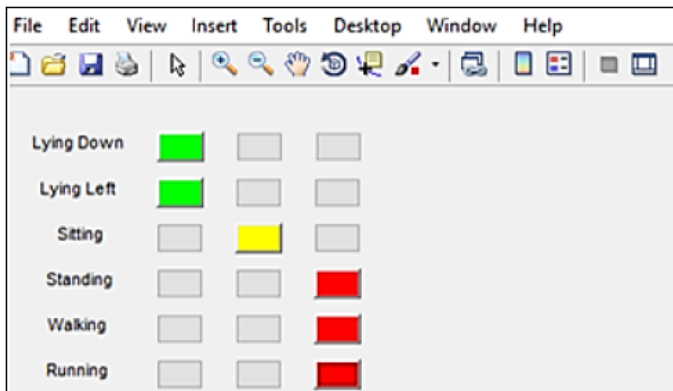 File Edit View Insert Tools Desktop Window Help
Lying Down
Lying Left
Sitting
Standing
Walking
Running